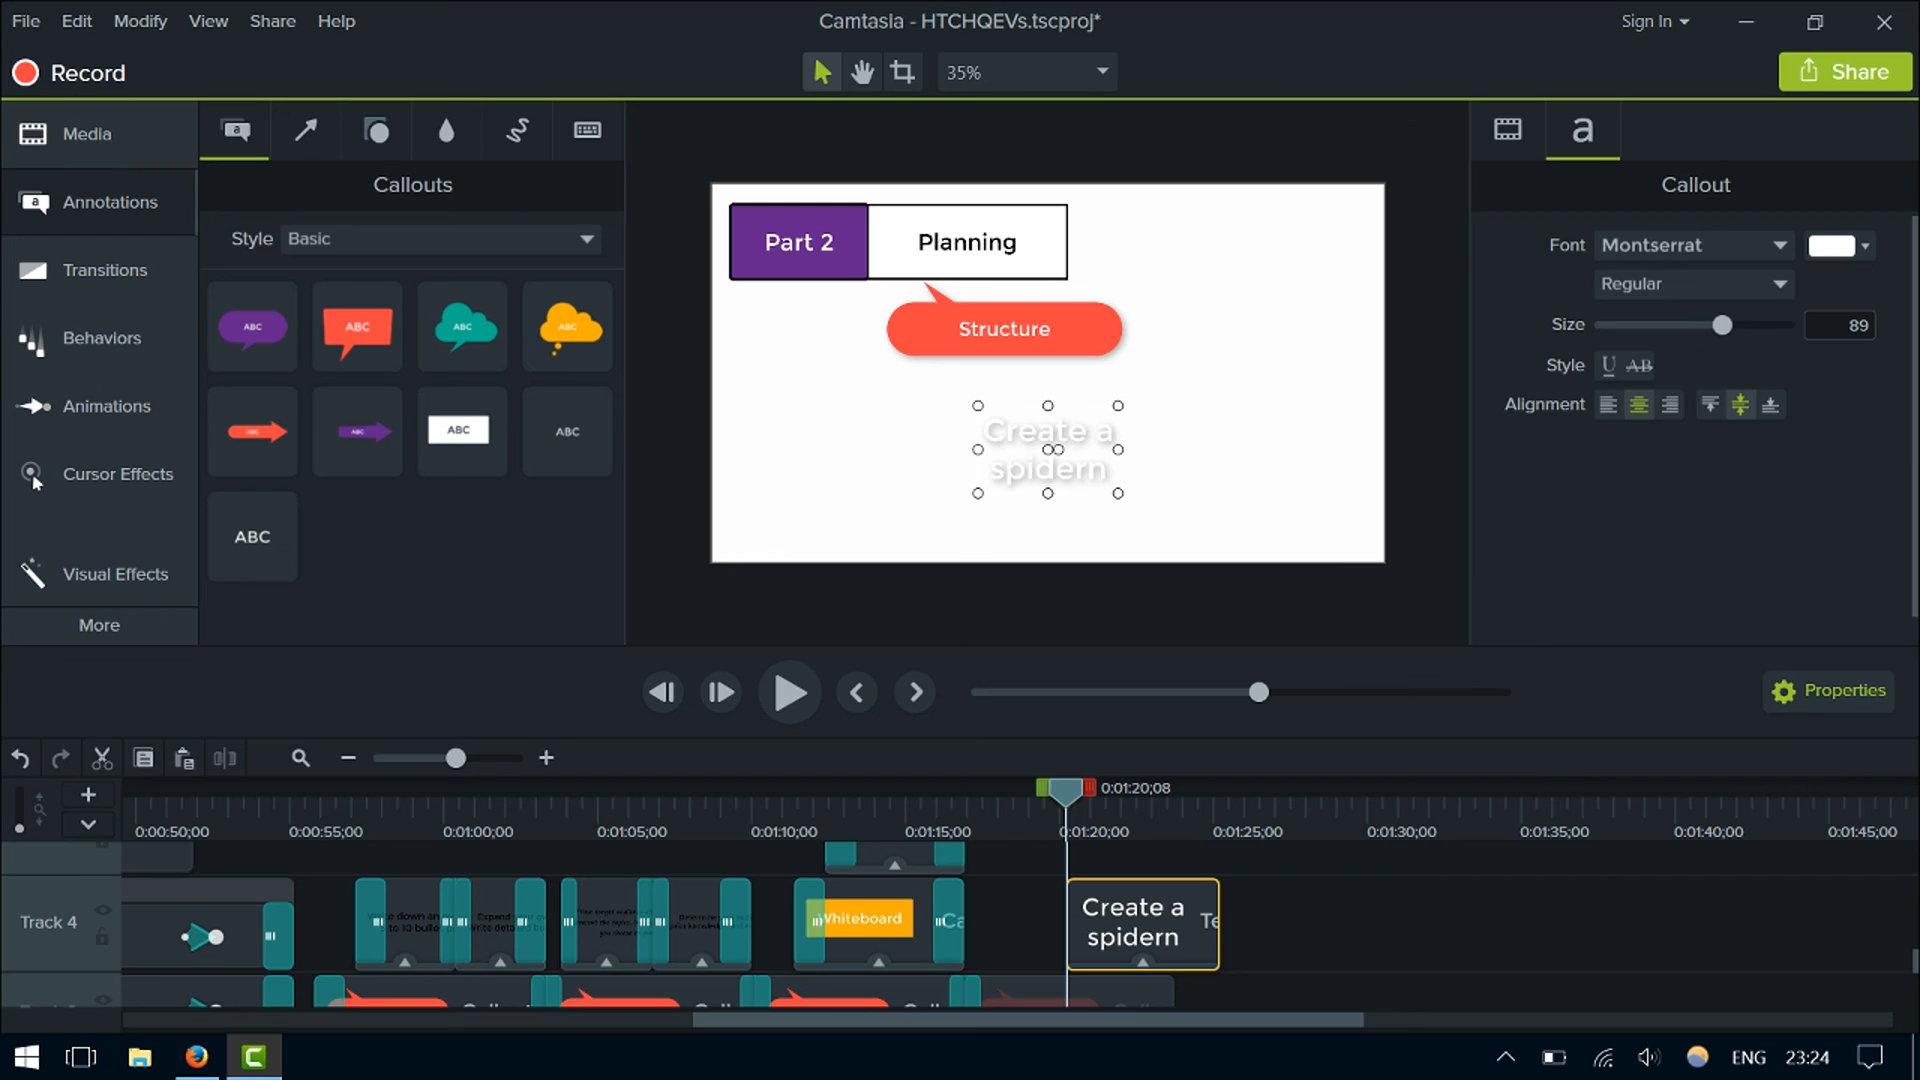 File Edit Modify View Share Help
Camtasia - HTCHQEVs.tscproj*
Sign In
Record
35%
Share
Media
Annotations
Transitions
Behaviors
Animations
Cursor Effects
Visual Effects
More
Callouts
Style Basic
ABC ABC ABC ABC
ABC ABC ABC ABC
ABC
Part 2 Planning
Structure
Create a
spidern
a
Callout
Font Montserrat
Regular
Size 89
Style U AB
Alignment
Properties
0:01:20;08
0:00:50;00 0:00:55;00 0:01:00;00 0:01:05;00 0:01:10;00 0:01:15;00 0:01:20;00 0:01:25;00 0:01:30;00 0:01:35;00 0:01:40;00 0:01:45;00
Track 4
Whiteboard
Ca
Create a
spidern
Te
ENG 23:24